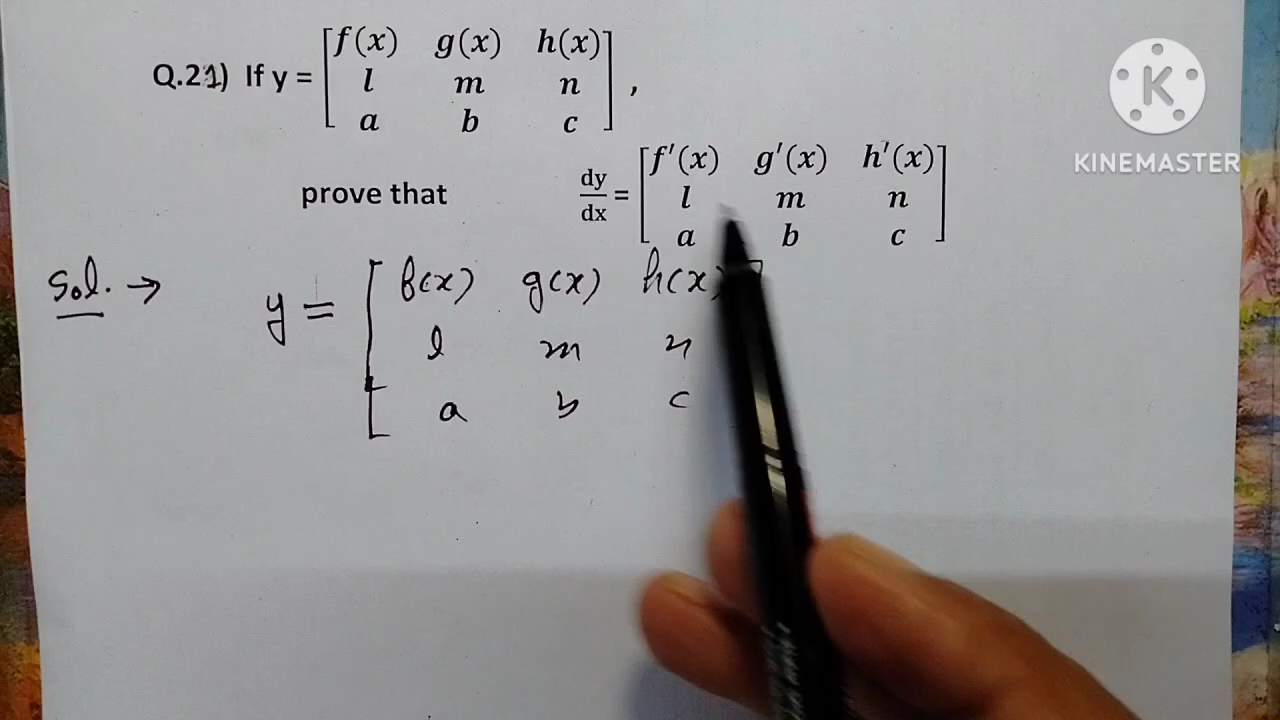 Q.21) If y = [f(x) g(x) h(x)]
[l m n]
[a b c] ,
prove that dy/dx = [f'(x) g'(x) h'(x)]
[l m n]
[a b c]
KINEMASTER
Sol. → y = [f(x) g(x) h(x)
l m n
[a b c